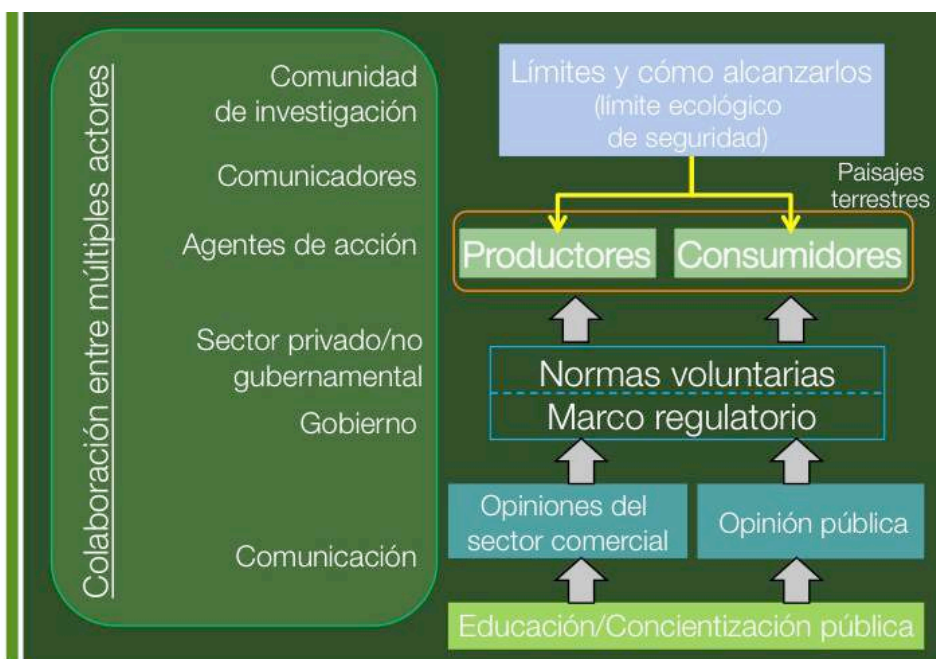 Colaboración entre múltiples actores
Comunidad
de investigación
Comunicadores
Agentes de acción
Sector privado/no
gubernamental
Gobierno
Comunicación
Límites y cómo alcanzarlos
(límite ecológico
de seguridad)
Paisajes
terrestres
Productores
Consumidores
Normas voluntarias
Marco regulatorio
Opiniones del
sector comercial
Opinión pública
Educación/Concientización pública